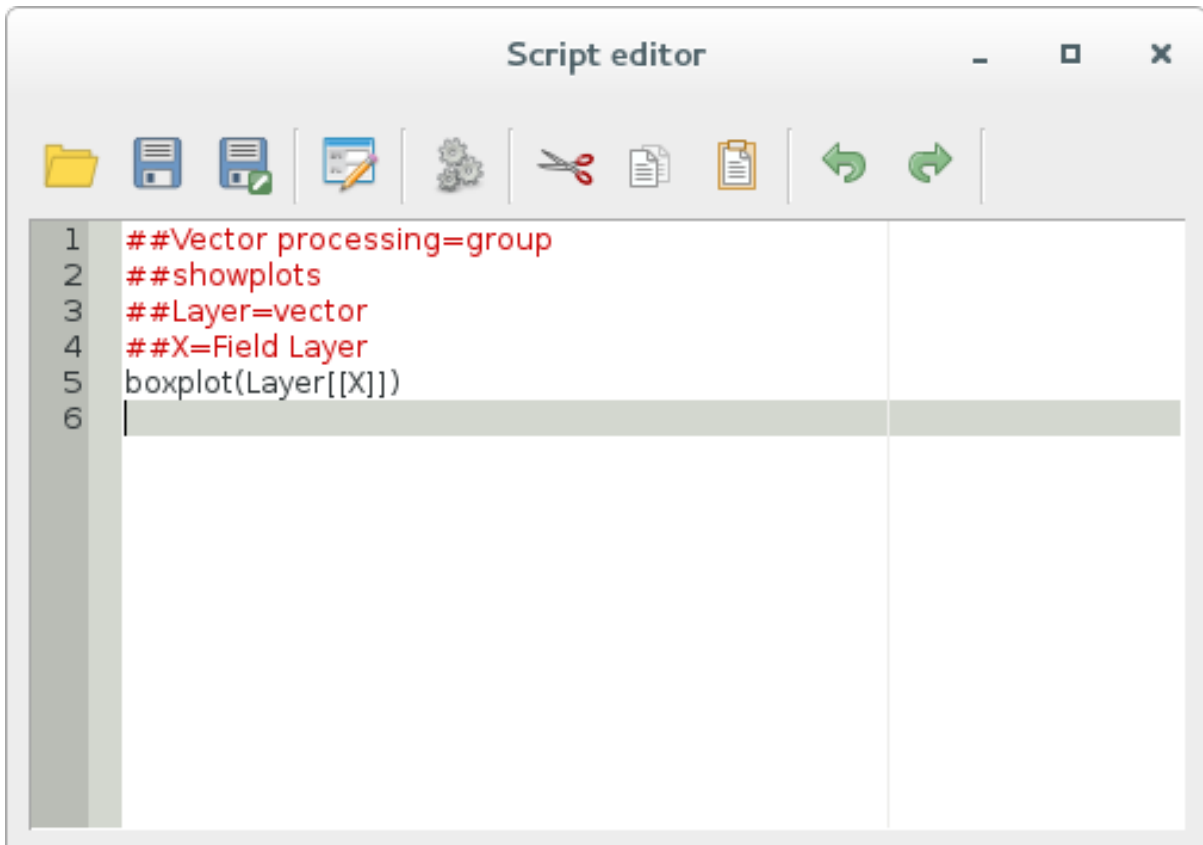 Script editor
1 ##Vector processing=group
2 ##showplots
3 ##Layer=vector
4 ##X=Field Layer
5 boxplot(Layer[[X]])
6